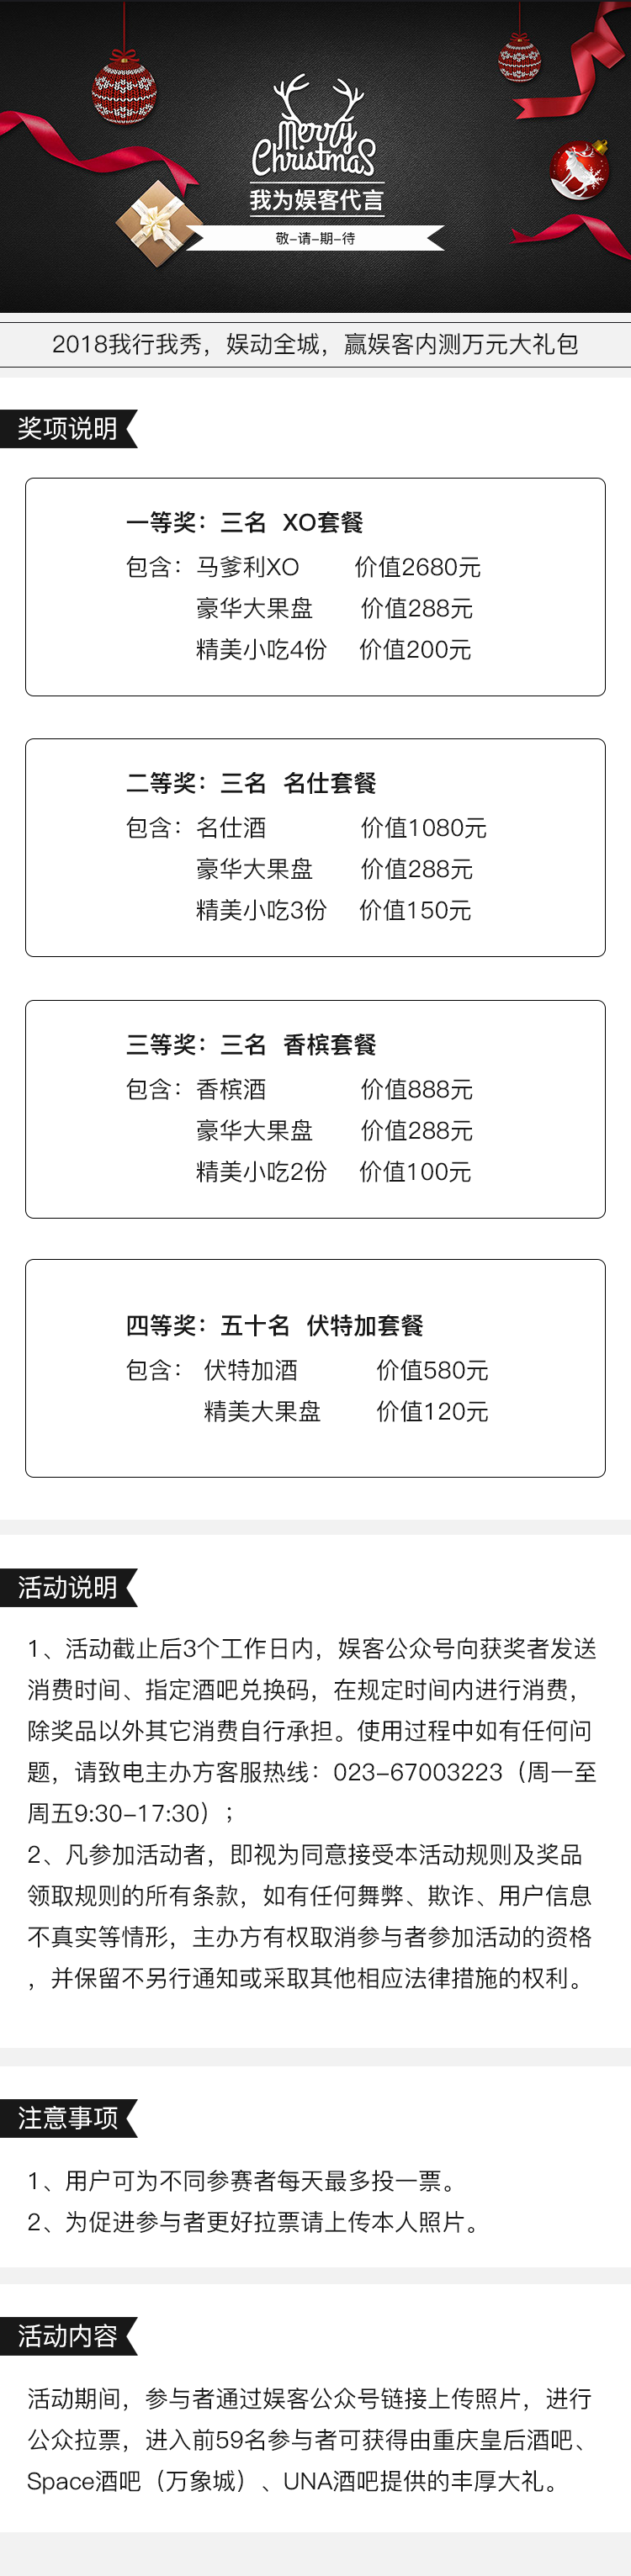 Merry
Christmas
我为娱客代言
敬-请-期-待
2018我行我秀，娱动全城，赢娱客内测万元大礼包
奖项说明
一等奖：三名 XO套餐
包含：马爹利XO 价值2680元
豪华大果盘 价值288元
精美小吃4份 价值200元
二等奖：三名 名仕套餐
包含：名仕酒 价值1080元
豪华大果盘 价值288元
精美小吃3份 价值150元
三等奖：三名 香槟套餐
包含：香槟酒 价值888元
豪华大果盘 价值288元
精美小吃2份 价值100元
四等奖：五十名 伏特加套餐
包含： 伏特加酒 价值580元
精美大果盘 价值120元
活动说明
1、活动截止后3个工作日内，娱客公众号向获奖者发送
消费时间、指定酒吧兑换码，在规定时间内进行消费，
除奖品以外其它消费自行承担。使用过程中如有任何问
题，请致电主办方客服热线：023-67003223（周一至
周五9:30-17:30）；
2、凡参加活动者，即视为同意接受本活动规则及奖品
领取规则的所有条款，如有任何舞弊、欺诈、用户信息
不真实等情形，主办方有权取消参与者参加活动的资格
，并保留不另行通知或采取其他相应法律措施的权利。
注意事项
1、用户可为不同参赛者每天最多投一票。
2、为促进参与者更好拉票请上传本人照片。
活动内容
活动期间，参与者通过娱客公众号链接上传照片，进行
公众拉票，进入前59名参与者可获得由重庆皇后酒吧、
Space酒吧（万象城）、UNA酒吧提供的丰厚大礼。